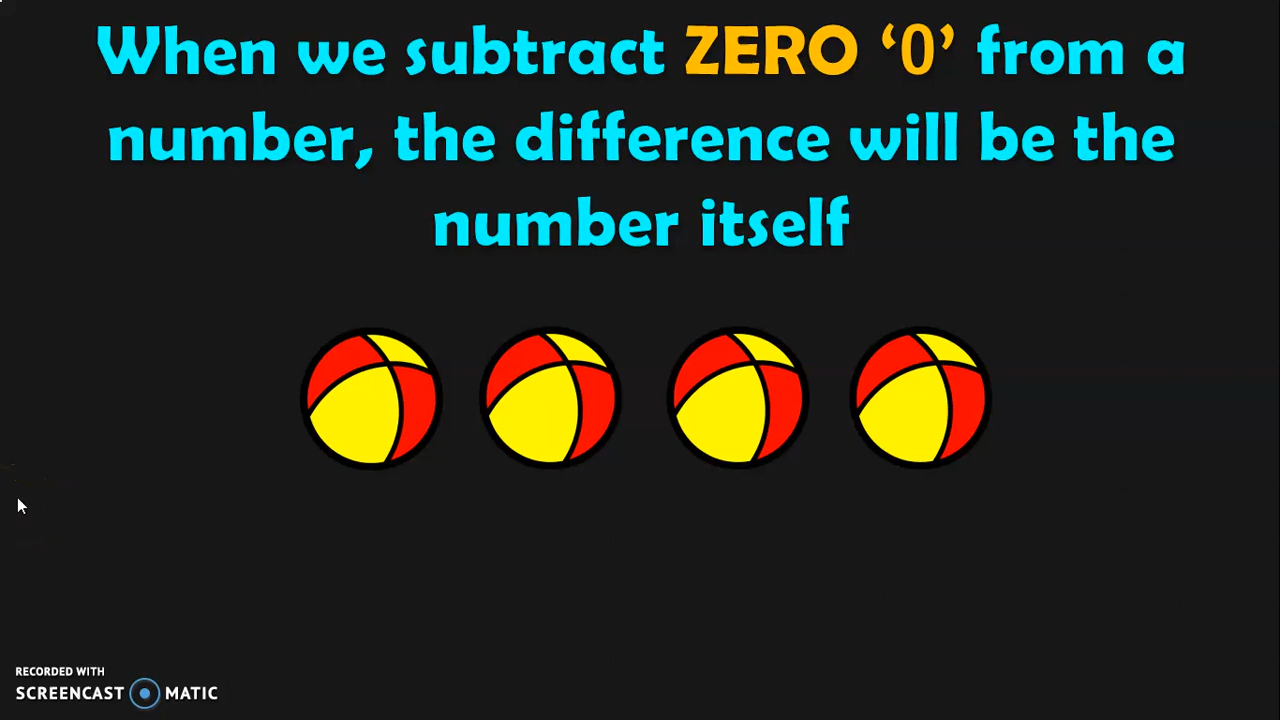 When we subtract ZERO ‘0’ from a
number, the difference will be the
number itself
RECORDED WITH
SCREENCAST MATIC